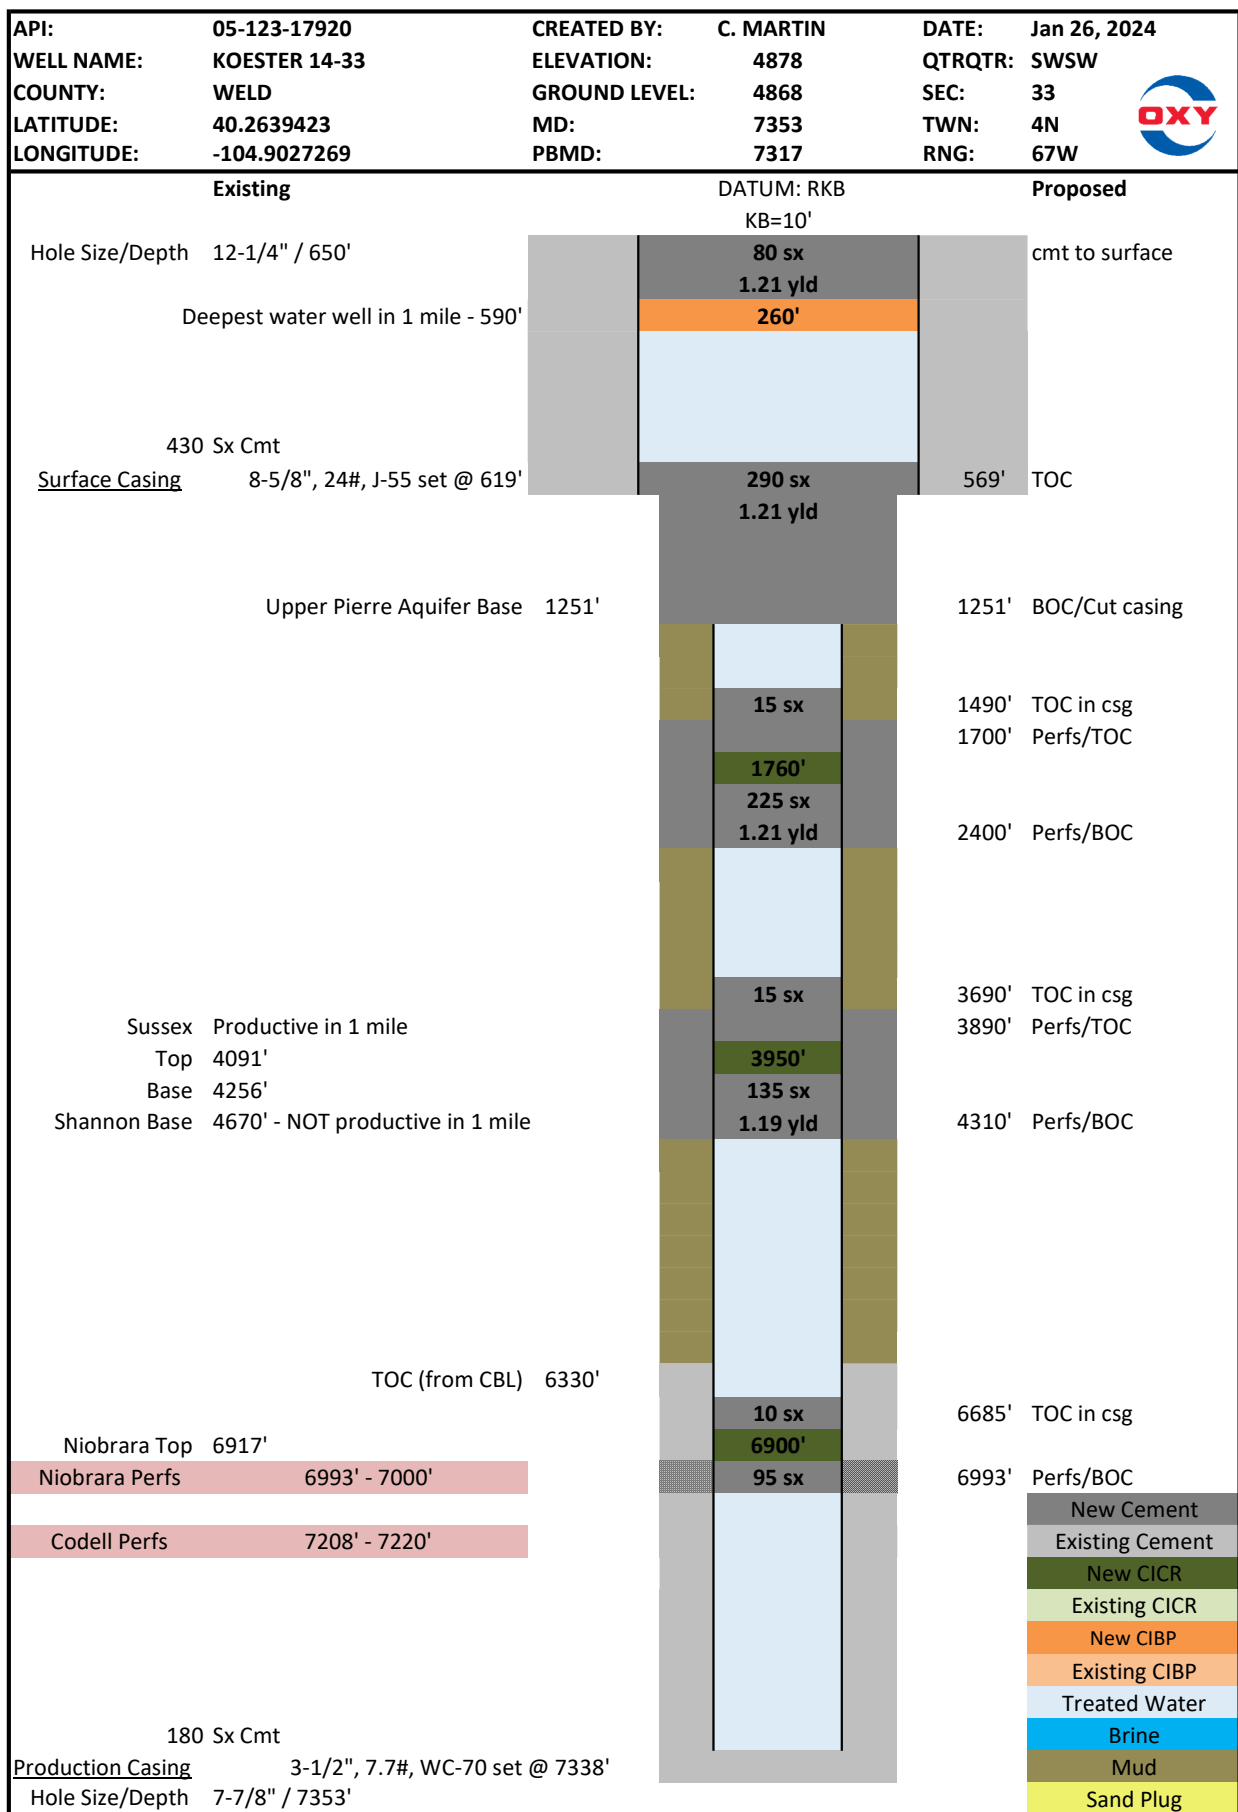 API: 05-123-17920 CREATED BY: C. MARTIN DATE: Jan 26, 2024
WELL NAME: KOESTER 14-33 ELEVATION: 4878 QTRQTR: SWSW
COUNTY: WELD GROUND LEVEL: 4868 SEC: 33
OXY
LATITUDE: 40.2639423 MD: 7353 TWN: 4N
LONGITUDE: -104.9027269 PBMD: 7317 RNG: 67W
Existing DATUM: RKB Proposed
KB=10'
Hole Size/Depth 12-1/4" / 650' 80 sx cmt to surface
1.21 yld
Deepest water well in 1 mile - 590' 260'
430 Sx Cmt
Surface Casing 8-5/8", 24#, J-55 set @ 619' 290 sx 569' TOC
1.21 yld
Upper Pierre Aquifer Base 1251' 1251' BOC/Cut casing
15 sx 1490' TOC in csg
1700' Perfs/TOC
1760'
225 sx
1.21 yld 2400' Perfs/BOC
15 sx 3690' TOC in csg
Sussex Productive in 1 mile 3890' Perfs/TOC
Top 4091' 3950'
Base 4256' 135 sx
Shannon Base 4670' - NOT productive in 1 mile 1.19 yld 4310' Perfs/BOC
TOC (from CBL) 6330'
10 sx 6685' TOC in csg
Niobrara Top 6917' 6900'
Niobrara Perfs 6993' - 7000' 95 sx 6993' Perfs/BOC
New Cement
Codell Perfs 7208' - 7220' Existing Cement
New CICR
Existing CICR
New CIBP
Existing CIBP
Treated Water
180 Sx Cmt Brine
Production Casing 3-1/2", 7.7#, WC-70 set @ 7338' Mud
Hole Size/Depth 7-7/8" / 7353' Sand Plug